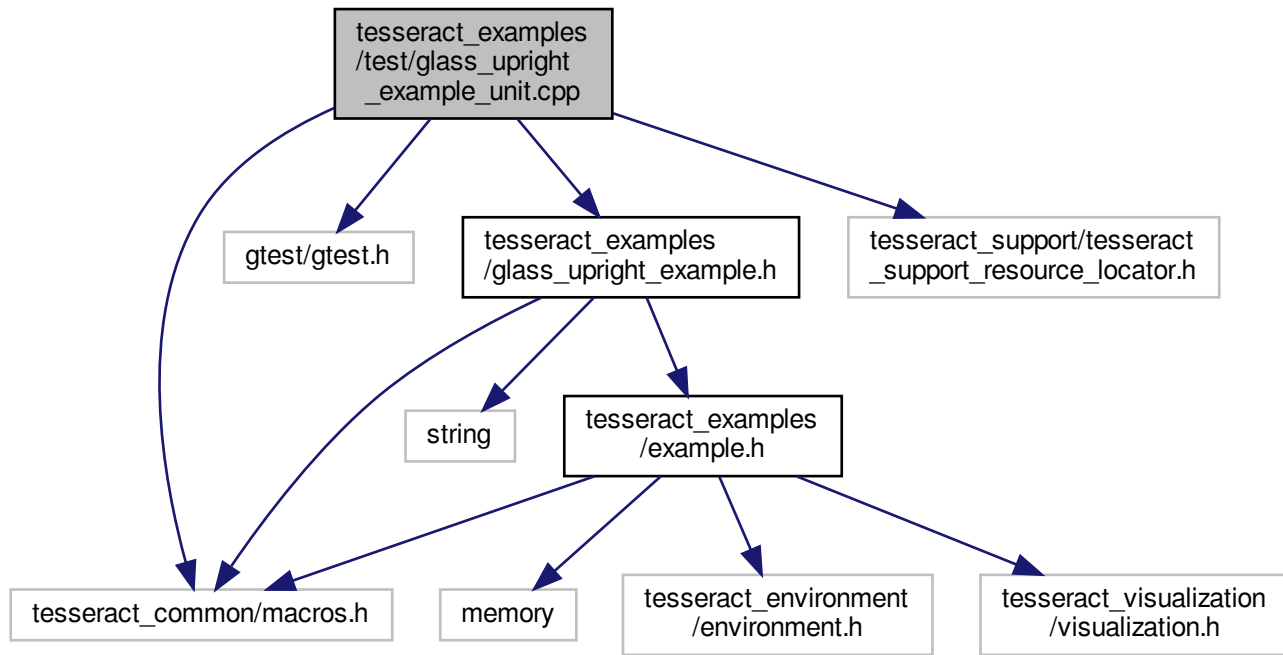 tesseract_examples
/test/glass_upright
_example_unit.cpp
gtest/gtest.h
tesseract_examples
/glass_upright_example.h
tesseract_support/tesseract
_support_resource_locator.h
string
tesseract_examples
/example.h
tesseract_common/macros.h
memory
tesseract_environment
/environment.h
tesseract_visualization
/visualization.h